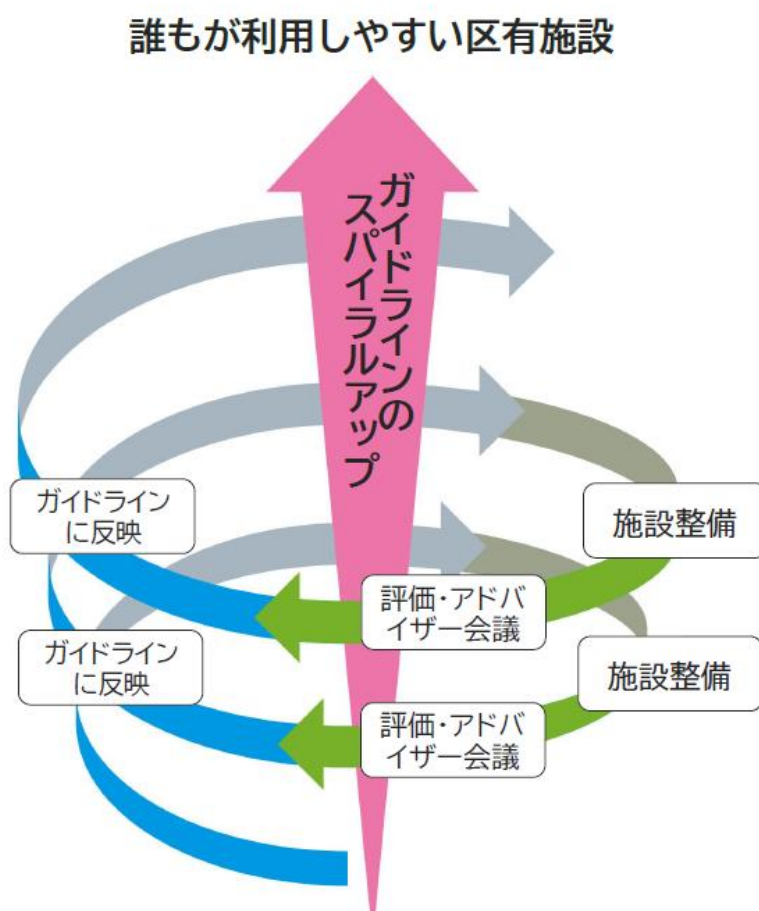 誰もが利用しやすい区有施設
ガイドラインの
スパイラルアップ
ガイドライン
に反映
施設整備
評価・アドバ
イザー会議
ガイドライン
に反映
施設整備
評価・アドバ
イザー会議